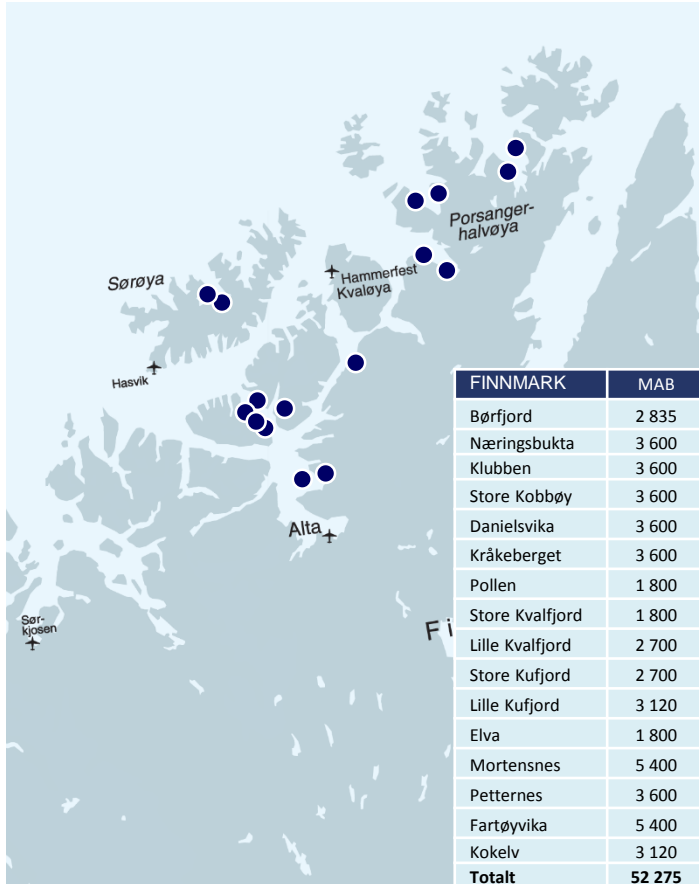 Porsanger-
halvøya
Sørøya
Hammerfest
Kvaløya
Hasvik
Alta
Sør-
kjosen
Fi
FINNMARK MAB
Børfjord 2 835
Næringsbukta 3 600
Klubben 3 600
Store Kobbøy 3 600
Danielsvika 3 600
Kråkeberget 3 600
Pollen 1 800
Store Kvalfjord 1 800
Lille Kvalfjord 2 700
Store Kufjord 2 700
Lille Kufjord 3 120
Elva 1 800
Mortensnes 5 400
Petternes 3 600
Fartøyvika 5 400
Kokelv 3 120
Totalt 52 275